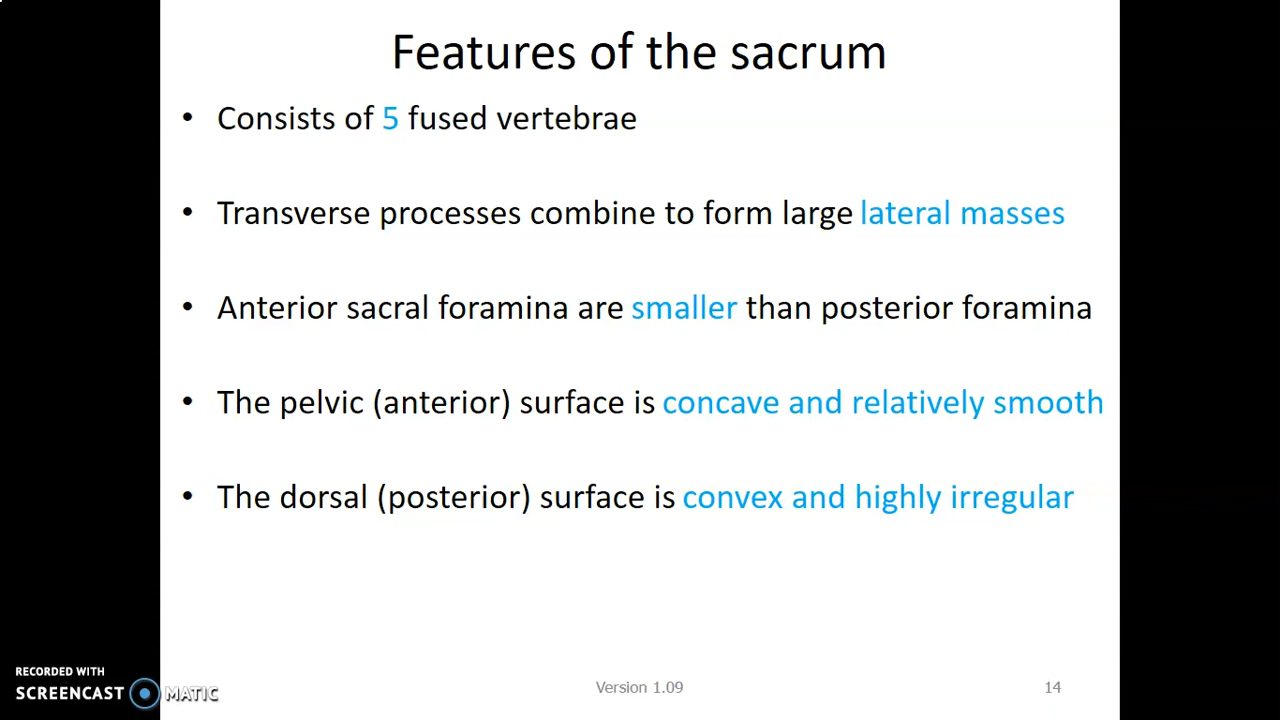 Features of the sacrum
• Consists of 5 fused vertebrae
• Transverse processes combine to form large lateral masses
• Anterior sacral foramina are smaller than posterior foramina
• The pelvic (anterior) surface is concave and relatively smooth
• The dorsal (posterior) surface is convex and highly irregular
RECORDED WITH
SCREENCAST MATIC
Version 1.09
14